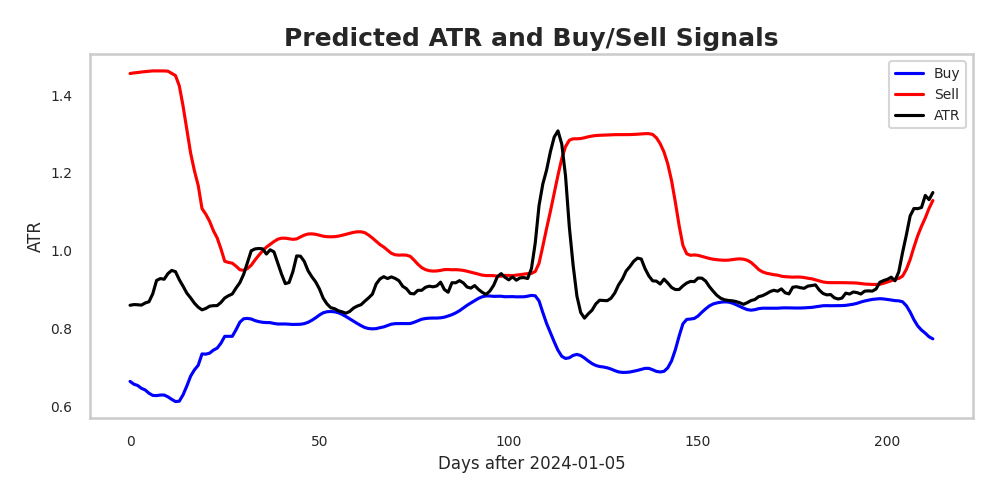 Predicted ATR and Buy/Sell Signals
Buy
Sell
ATR
1.4
1.2
1.0
0.8
0.6
ATR
0
50
100
150
200
Days after 2024-01-05